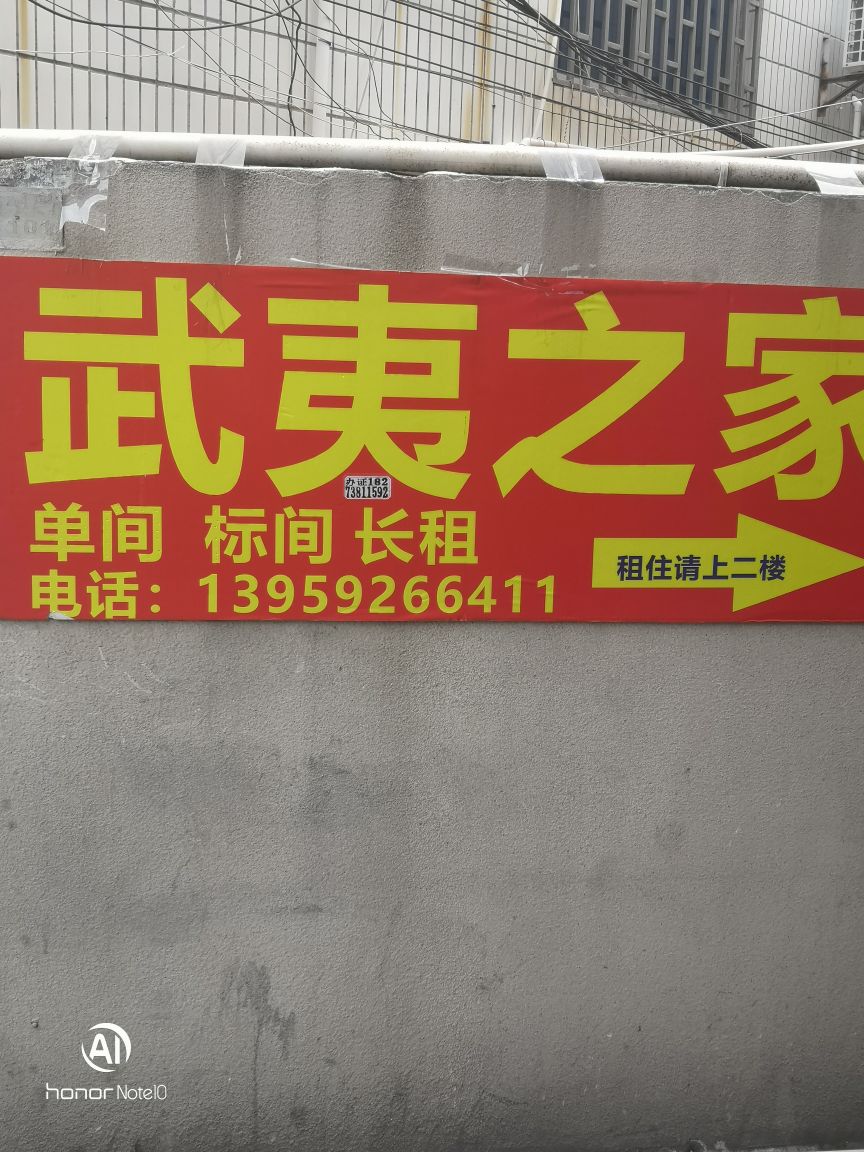 101
武夷之家
办证182
73811592
单间 标间 长租
电话：13959266411
租住请上二楼
AI
honor Note10